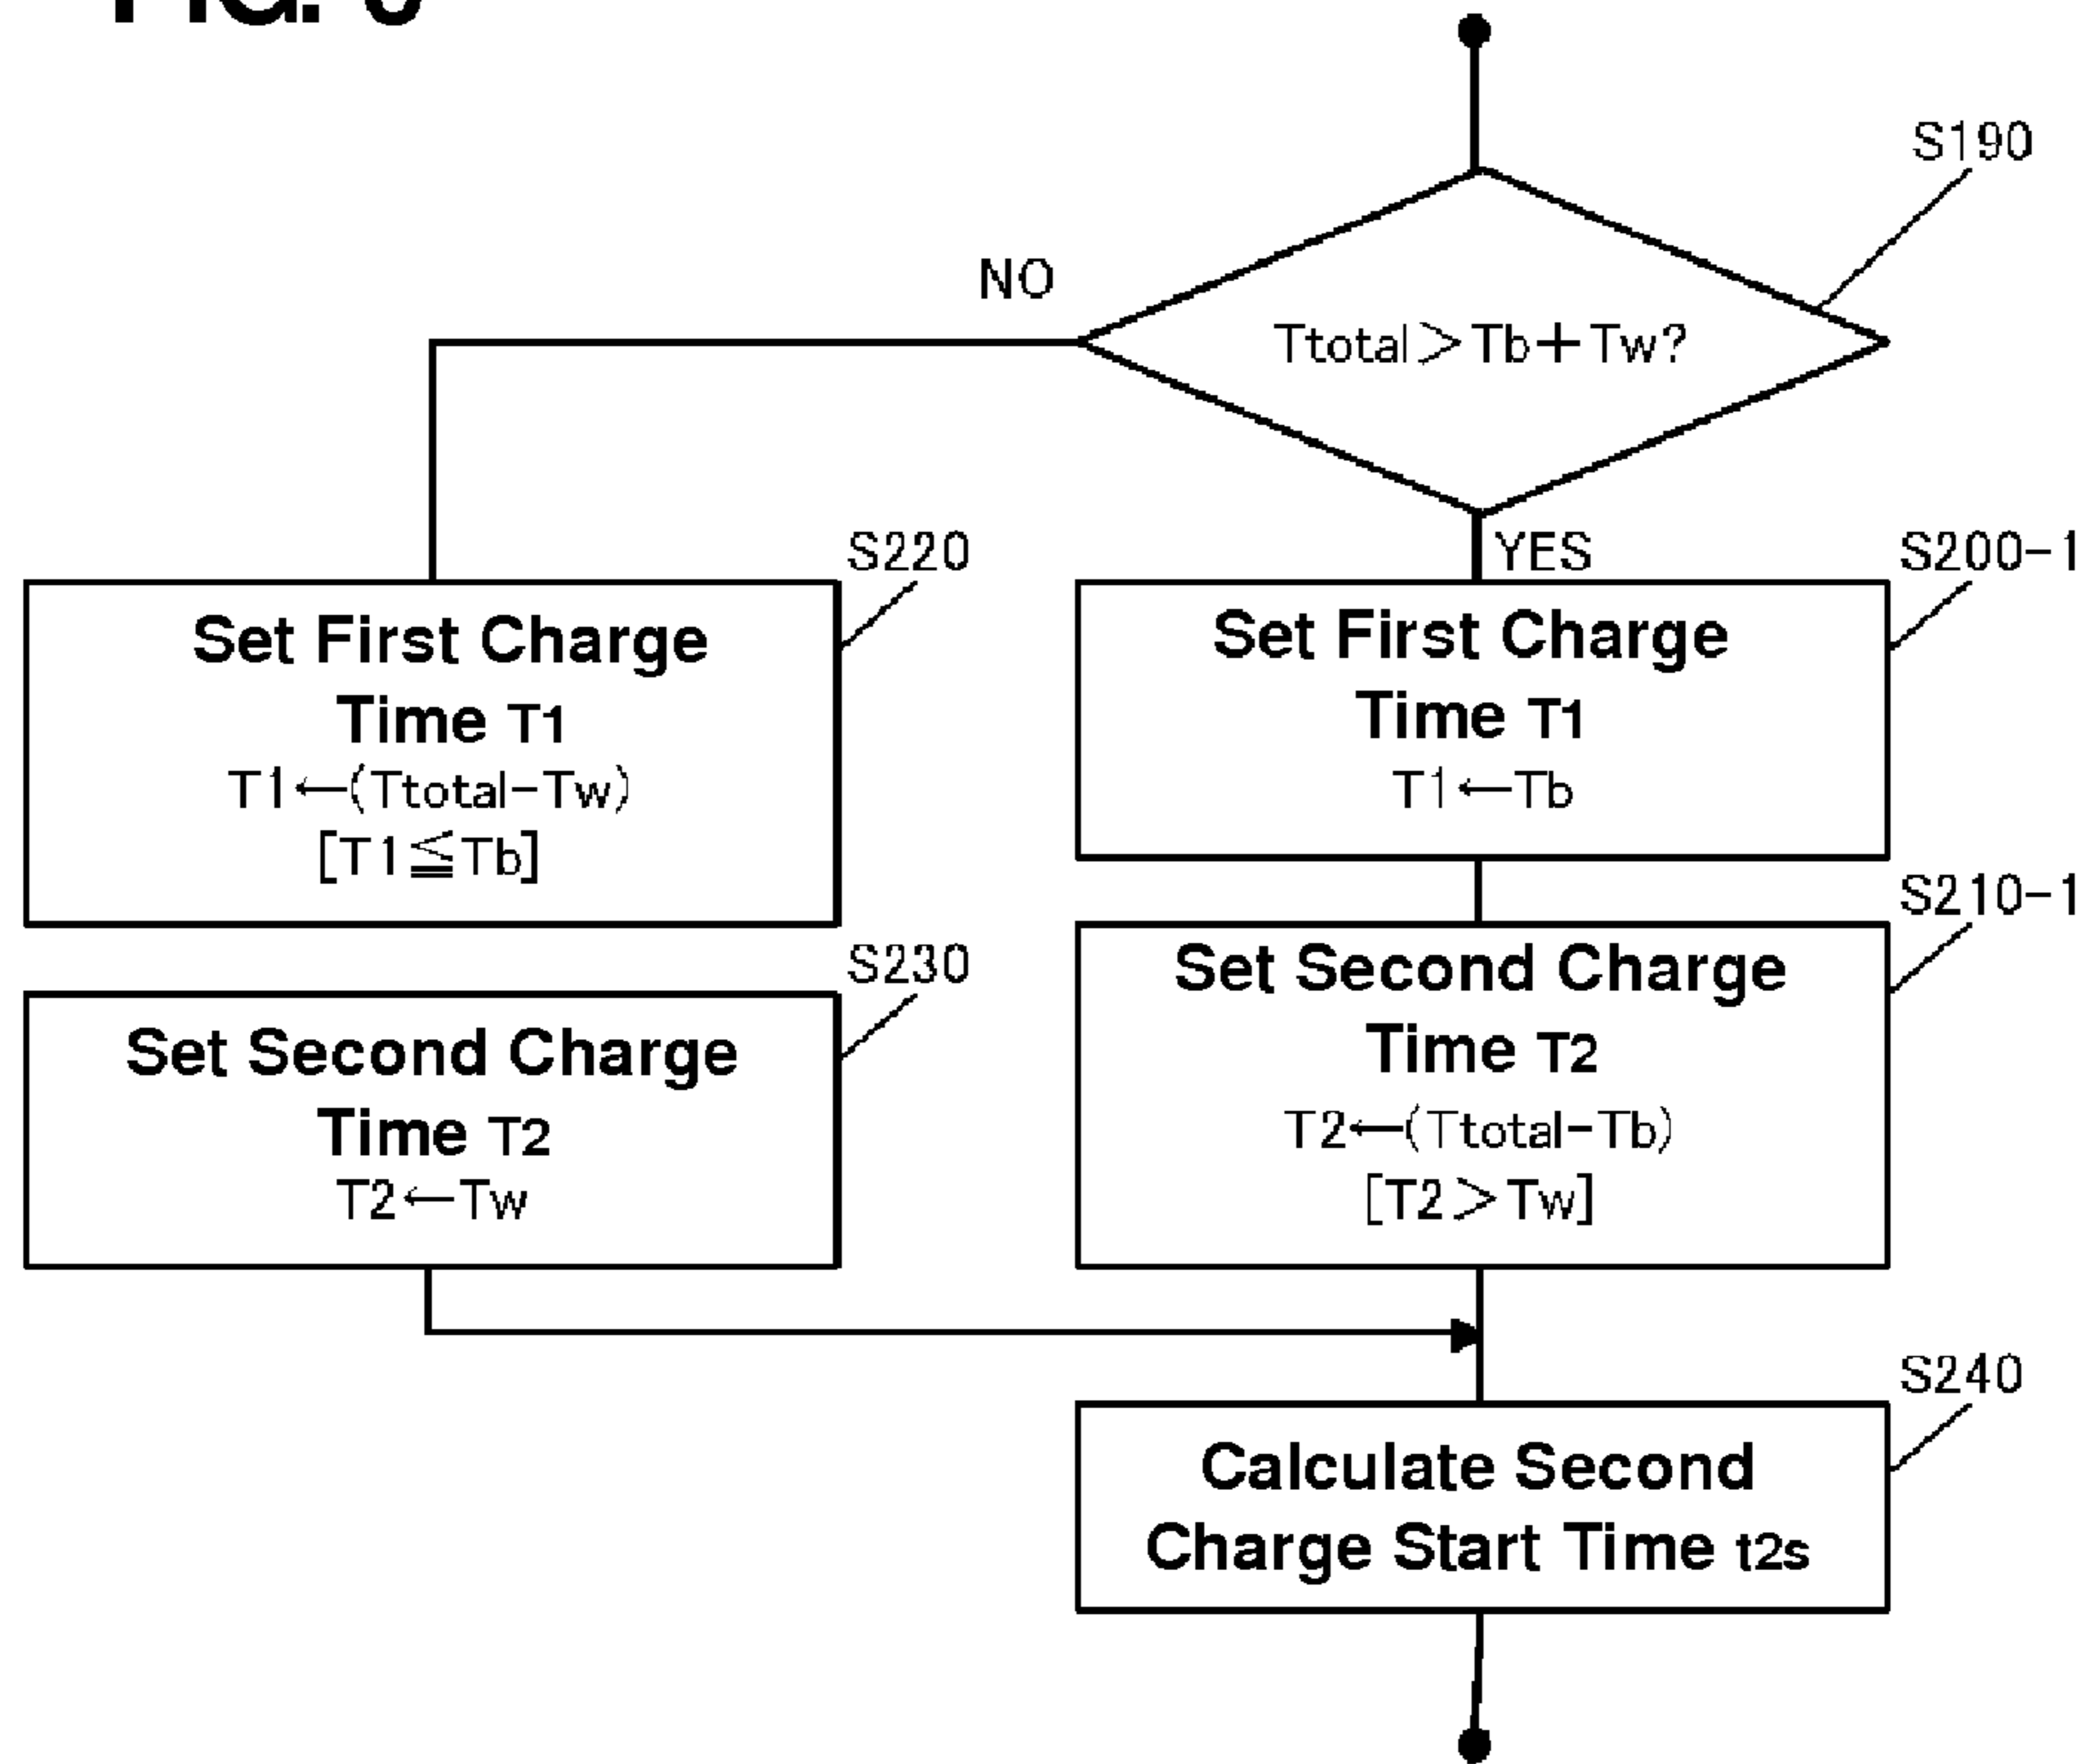 S190
NO
Ttotal＞Tb＋Tw?
YES
S220
Set First Charge
Time T1
T1←(Ttotal-Tw)
[T1≦Tb]
S200-1
Set First Charge
Time T1
T1←Tb
S230
Set Second Charge
Time T2
T2←Tw
S210-1
Set Second Charge
Time T2
T2←(Ttotal-Tb)
[T2＞Tw]
S240
Calculate Second
Charge Start Time t2s